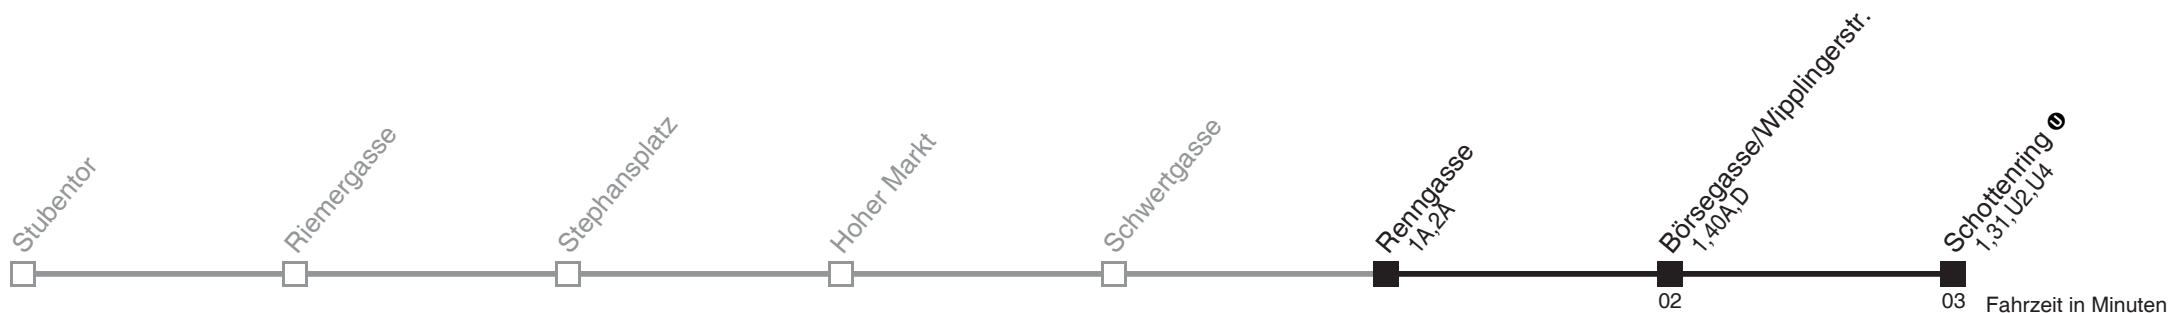 Stubentor
Riemergasse
Stephansplatz
Hoher Markt
Schwertgasse
Renngasse
1A,2A
Börsegasse/Wipplingerstr.
1,40A,D
Schottenring U
1,31,U2,U4
02
03
Fahrzeit in Minuten